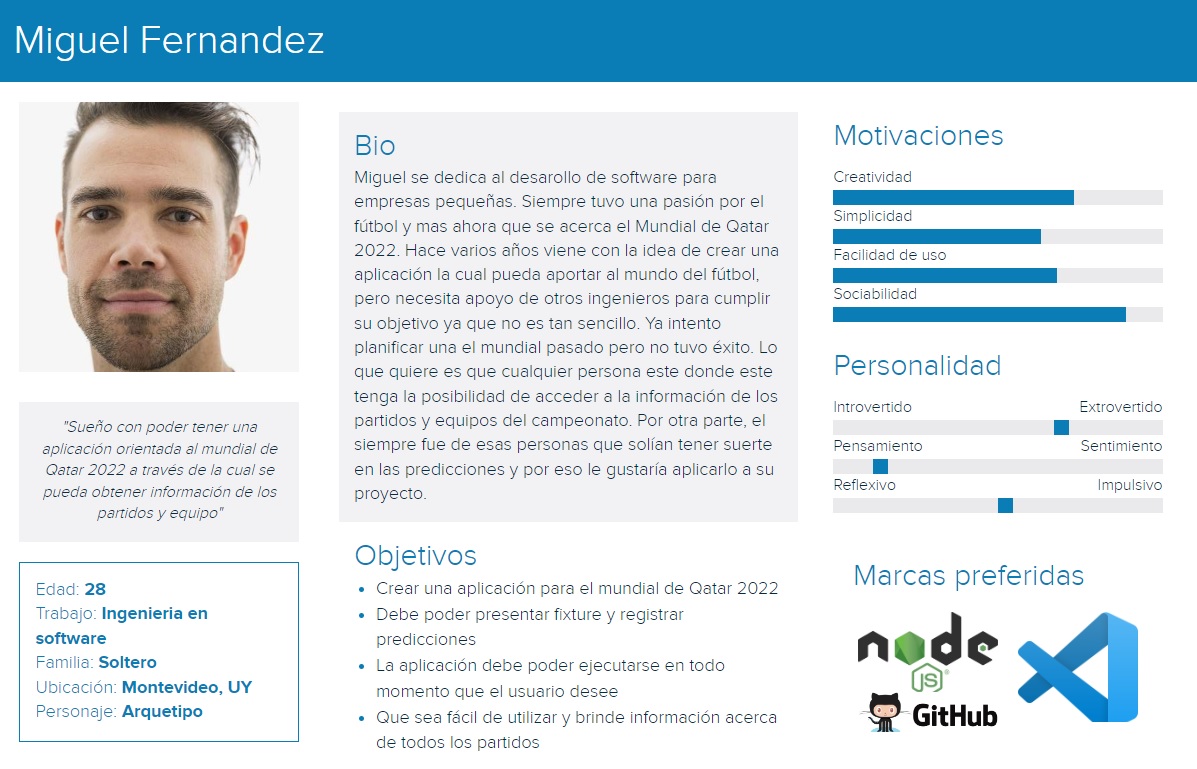 Miguel Fernandez
"Sueño con poder tener una
aplicación orientada al mundial de
Qatar 2022 a través de la cual se
pueda obtener información de los
partidos y equipo"
Edad: 28
Trabajo: Ingenieria en
software
Familia: Soltero
Ubicación: Montevideo, UY
Personaje: Arquetipo
Bio
Miguel se dedica al desarollo de software para
empresas pequeñas. Siempre tuvo una pasión por el
fútbol y mas ahora que se acerca el Mundial de Qatar
2022. Hace varios años viene con la idea de crear una
aplicación la cual pueda aportar al mundo del fútbol,
pero necesita apoyo de otros ingenieros para cumplir
su objetivo ya que no es tan sencillo. Ya intento
planificar una el mundial pasado pero no tuvo éxito. Lo
que quiere es que cualquier persona este donde este
tenga la posibilidad de acceder a la información de los
partidos y equipos del campeonato. Por otra parte, el
siempre fue de esas personas que solían tener suerte
en las predicciones y por eso le gustaría aplicarlo a su
proyecto.
Objetivos
• Crear una aplicación para el mundial de Qatar 2022
• Debe poder presentar fixture y registrar
predicciones
• La aplicación debe poder ejecutarse en todo
momento que el usuario desee
• Que sea fácil de utilizar y brinde información acerca
de todos los partidos
Motivaciones
Creatividad
Simplicidad
Facilidad de uso
Sociabilidad
Personalidad
Introvertido Extrovertido
Pensamiento Sentimiento
Reflexivo Impulsivo
Marcas preferidas
node
JS
GitHub